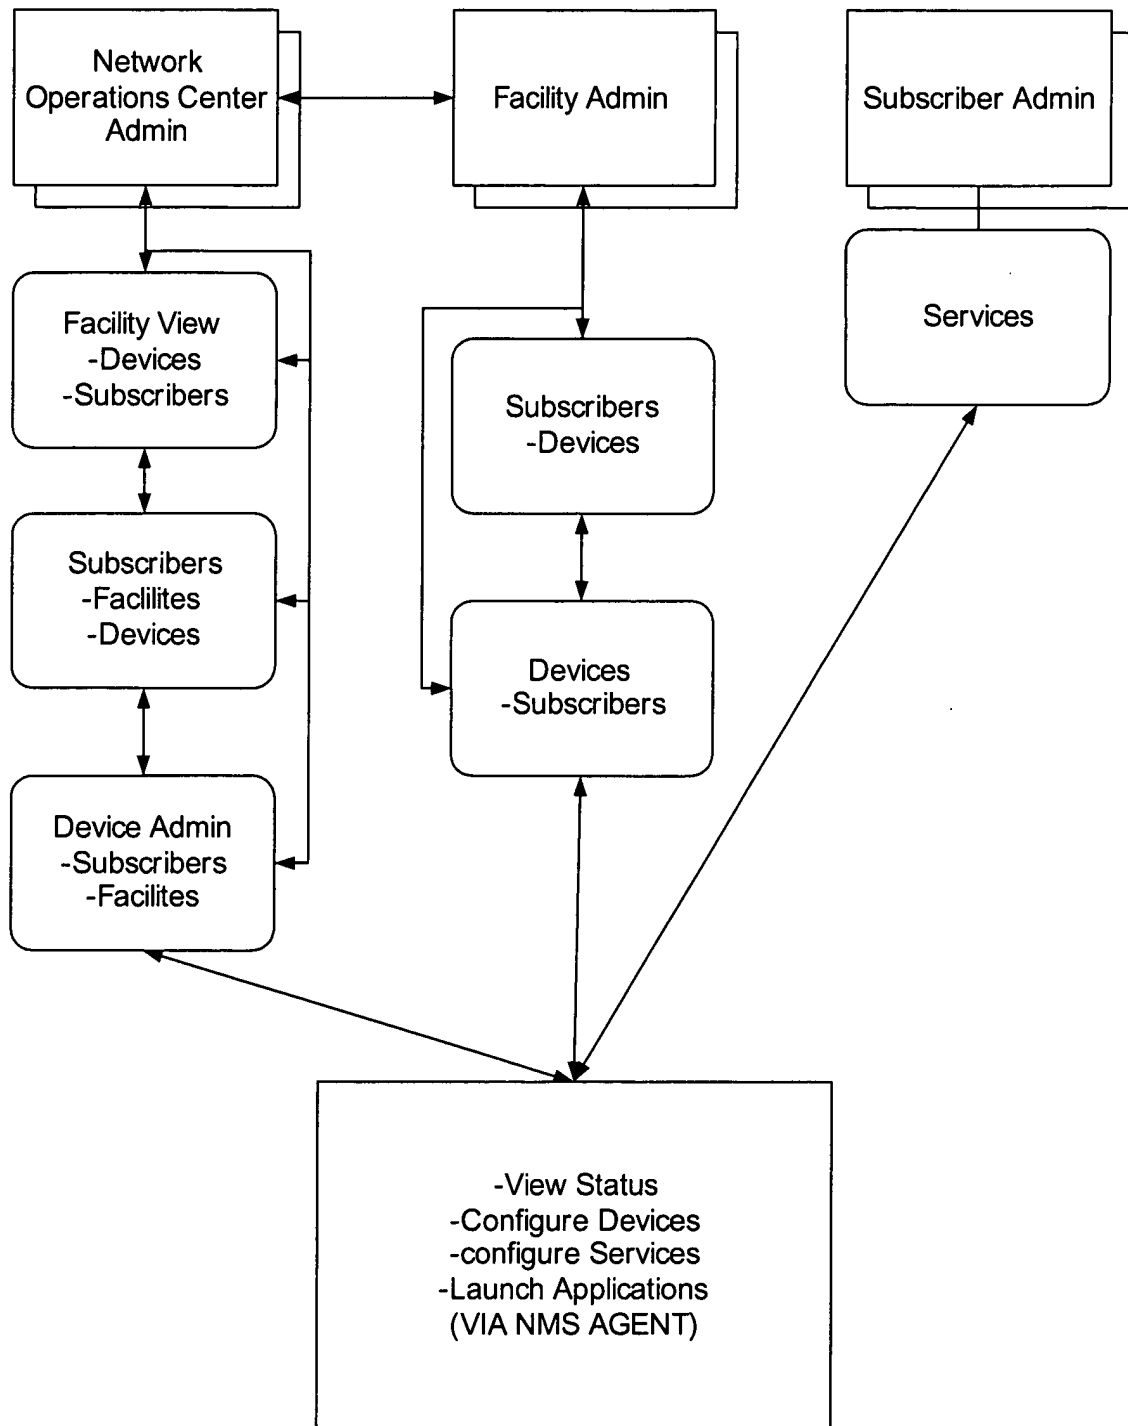 Network
Operations Center
Admin
Facility Admin
Subscriber Admin
Facility View
-Devices
-Subscribers
Services
Subscribers
-Devices
Subscribers
-Faclilites
-Devices
Devices
-Subscribers
Device Admin
-Subscribers
-Facilites
-View Status
-Configure Devices
-configure Services
-Launch Applications
(VIA NMS AGENT)